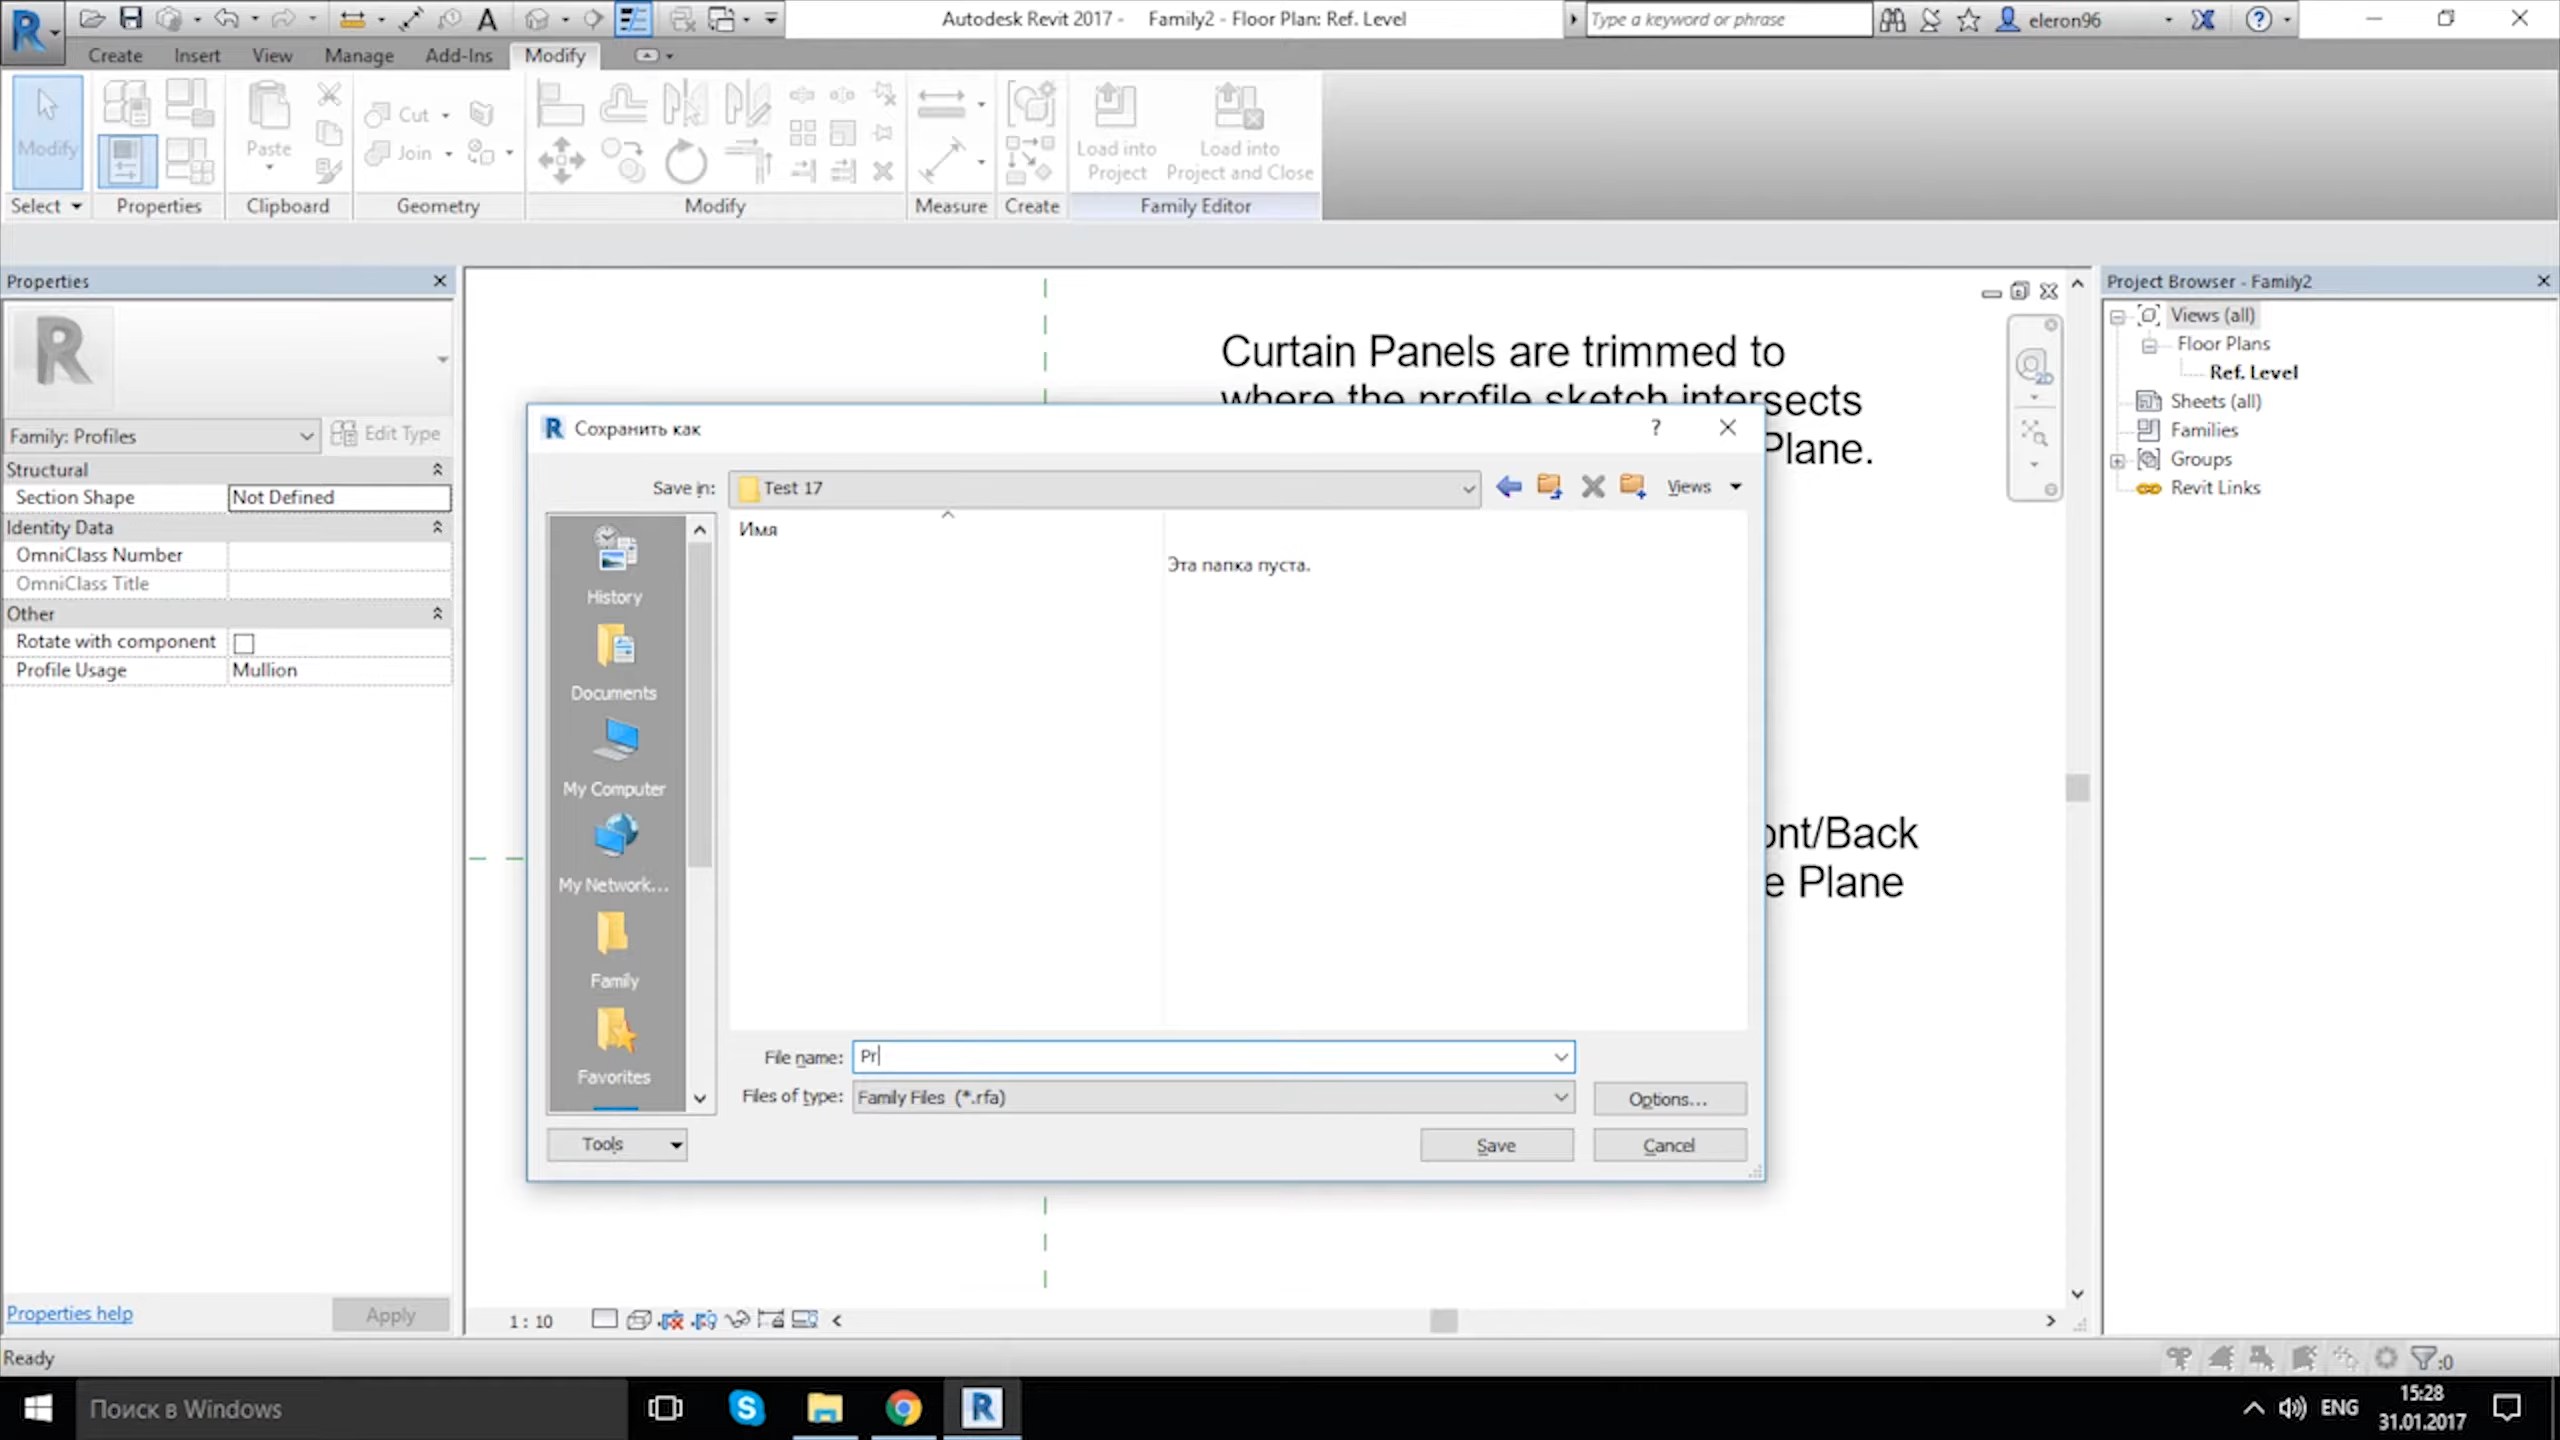 Autodesk Revit 2017 - Family2 - Floor Plan: Ref. Level
Type a keyword or phrase
eleron96
Create Insert View Manage Add-Ins Modify
Modify
Paste
Cut
Join
Load into Project
Load into Project and Close
Select Properties Clipboard Geometry Modify Measure Create Family Editor
Properties
Family: Profiles
Edit Type
Structural
Section Shape Not Defined
Identity Data
OmniClass Number
OmniClass Title
Other
Rotate with component
Profile Usage Mullion
Properties help
Apply
Curtain Panels are trimmed to
where the profile sketch intersects
Plane.
ont/Back
e Plane
Сохранить как
?
Save in: Test 17
Views
Имя
Эта папка пуста.
History
Documents
My Computer
My Network...
Family
Favorites
File name: Pr
Files of type: Family Files (*.rfa)
Options...
Tools
Save
Cancel
1 : 10
Project Browser - Family2
Views (all)
Floor Plans
Ref. Level
Sheets (all)
Families
Groups
Revit Links
Ready
:0
Поиск в Windows
ENG
15:28
31.01.2017